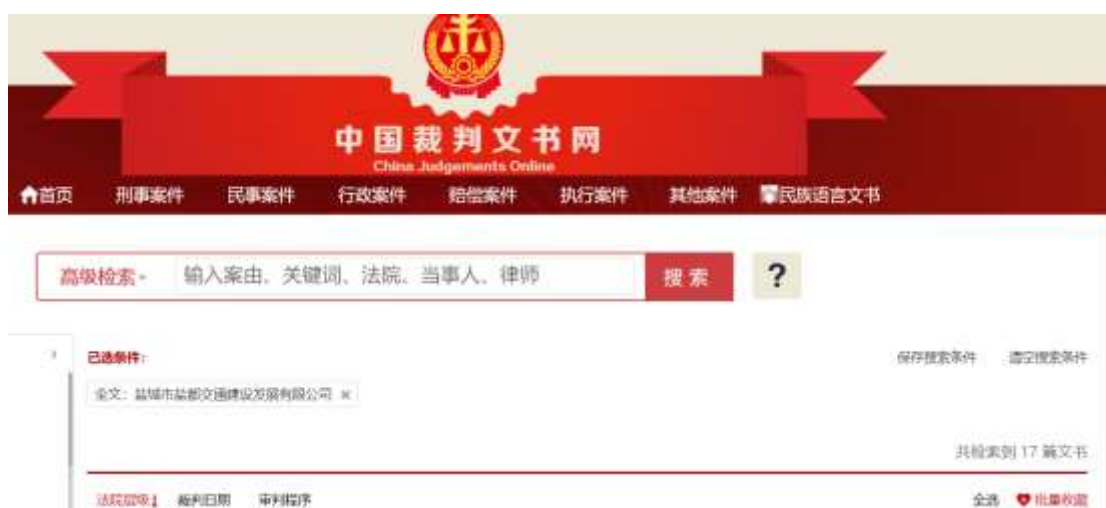 中国裁判文书网
China Judgements Online
首页 刑事案件 民事案件 行政案件 赔偿案件 执行案件 其他案件 民族语言文书
高级检索 输入案由、关键词、法院、当事人、律师 搜索 ?
已选条件: 保存搜索条件 清空搜索条件
全文: 盐城市盐都交通建设发展有限公司 ×
共检索到 17 篇文书
法院层级↓ 裁判日期 审判程序 全选 批量收藏